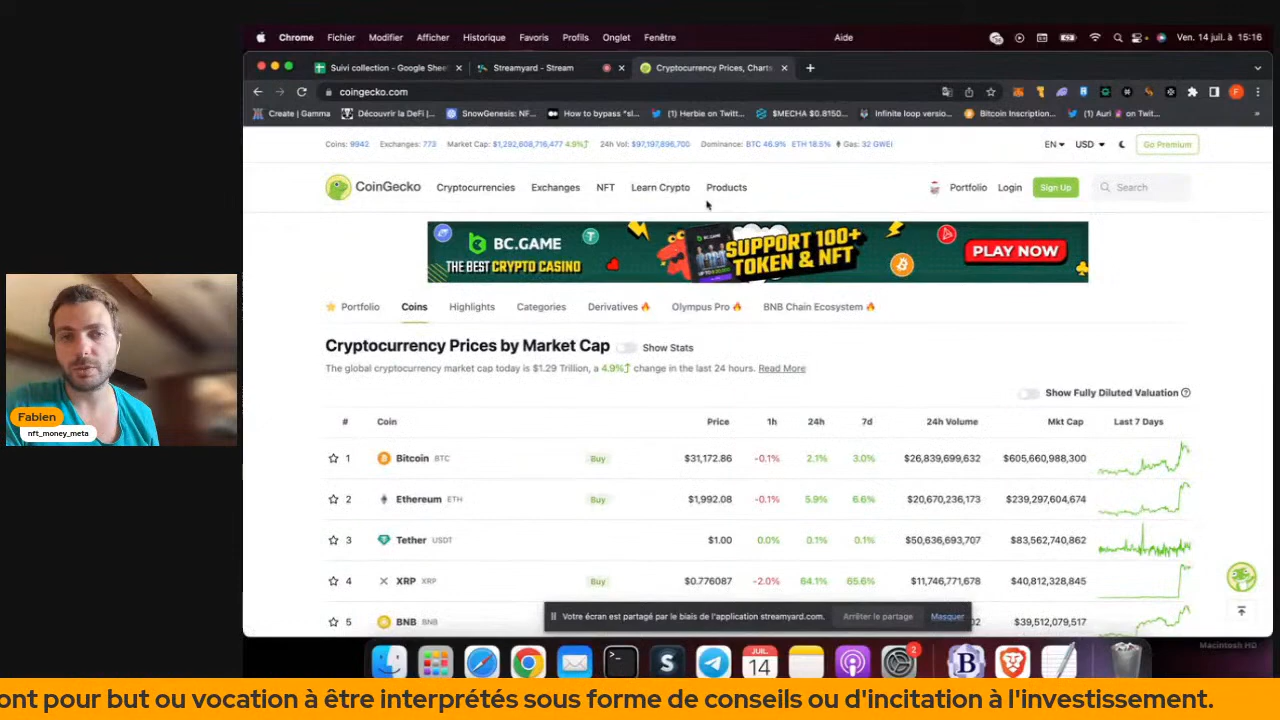 Chrome Fichier Modifier Afficher Historique Favoris Profils Onglet Fenêtre Aide Ven. 14 juil. à 15:16
Suivi collection - Google Shee Streamyard - Stream Cryptocurrency Prices, Charts
coingecko.com
Create | Gamma Découvrir la DeFi |... SnowGenesis: NF... How to bypass "sl... (1) Herbie on Twitt... $MECHA $0.8150... Infinite loop versio... Bitcoin Inscription... (1) Auri on Twit... »
Coins: 9942 Exchanges: 773 Market Cap: $1,292,608,716,477 4.9% 24h Vol: $97,197,896,700 Dominance: BTC 46.9% ETH 18.5% Gas: 32 GWEI EN USD Go Premium
CoinGecko Cryptocurrencies Exchanges NFT Learn Crypto Products Portfolio Login Sign Up Search
BC.GAME
THE BEST CRYPTO CASINO
SUPPORT 100+
TOKEN & NFT
PLAY NOW
Portfolio Coins Highlights Categories Derivatives Olympus Pro BNB Chain Ecosystem
Cryptocurrency Prices by Market Cap Show Stats
The global cryptocurrency market cap today is $1.29 Trillion, a 4.9% change in the last 24 hours. Read More
Show Fully Diluted Valuation
# Coin Price 1h 24h 7d 24h Volume Mkt Cap Last 7 Days
1 Bitcoin BTC Buy $31,172.86 -0.1% 2.1% 3.0% $26,839,699,632 $605,660,988,300
2 Ethereum ETH Buy $1,992.08 -0.1% 5.9% 6.6% $20,670,236,173 $239,297,604,674
3 Tether USDT $1.00 0.0% 0.1% 0.1% $50,636,693,707 $83,562,740,862
4 XRP XRP Buy $0.776087 -2.0% 64.1% 65.6% $11,746,771,678 $40,812,328,845
5 BNB BNB 02 $39,512,079,517
Votre écran est partagé par le biais de l'application streamyard.com. Arrêter le partage Masquer
Macintosh HD
JUIL.
14
2
Fabien
nft_money_meta
ont pour but ou vocation à être interprétés sous forme de conseils ou d'incitation à l'investissement.